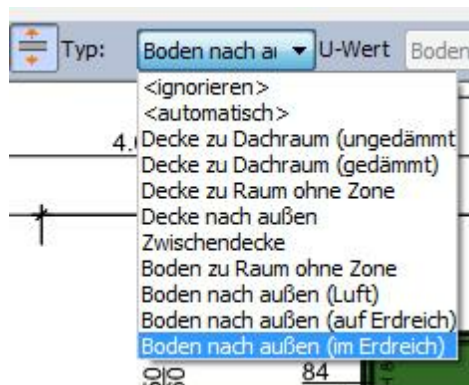 Typ: Boden nach a U-Wert Boden
<ignorieren>
<automatisch>
4.
Decke zu Dachraum (ungedämmt
Decke zu Dachraum (gedämmt)
Decke zu Raum ohne Zone
Decke nach außen
Zwischendecke
Boden zu Raum ohne Zone
Boden nach außen (Luft)
Boden nach außen (auf Erdreich)
Boden nach außen (im Erdreich)
84